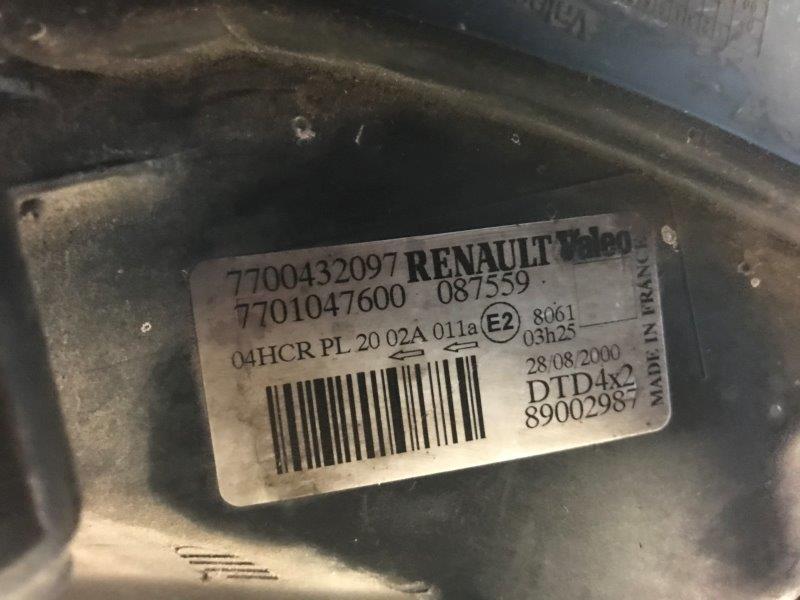 7700432097 RENAULT Valeo
7701047600 087559
04HCR PL 20 02A 011a E2 8061
03h25
28/08/2000
DTD4x2
89002987
MADE IN FRANCE